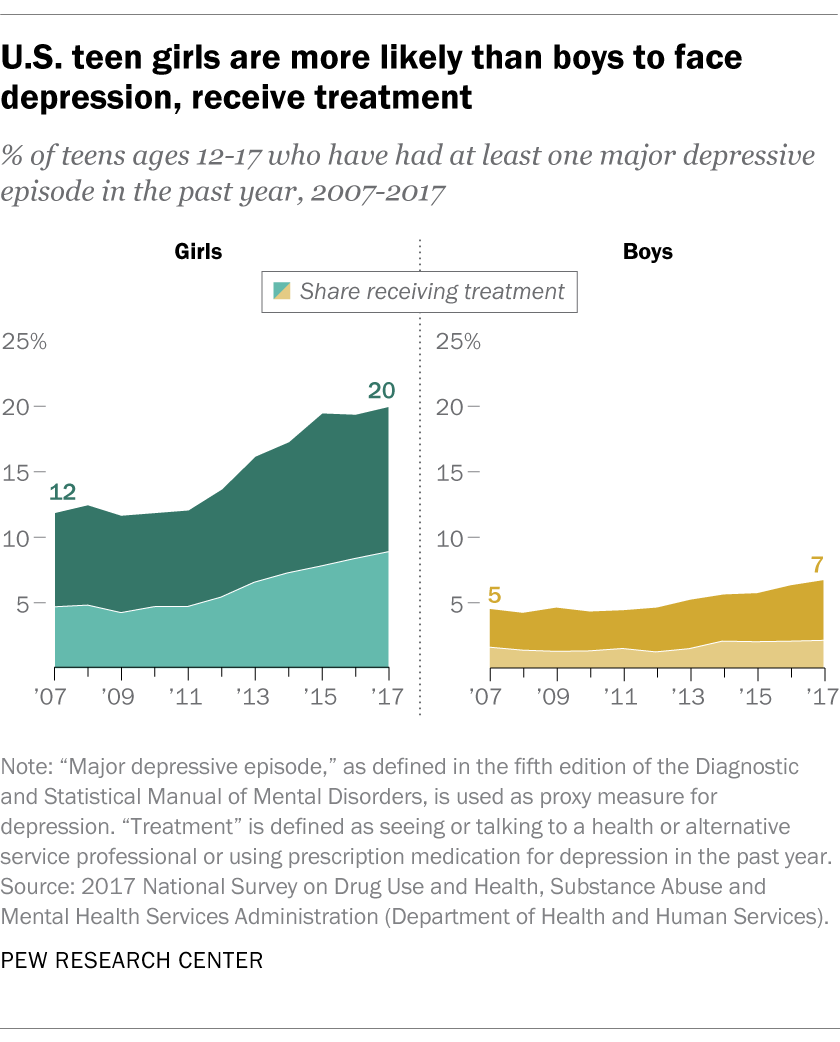 U.S. teen girls are more likely than boys to face
depression, receive treatment
% of teens ages 12-17 who have had at least one major depressive
episode in the past year, 2007-2017
Girls
Boys
Share receiving treatment
25%
20
15
10
5
12
20
’07
’09
’11
’13
’15
’17
25%
20
15
10
5
5
7
’07
’09
’11
’13
’15
’17
Note: “Major depressive episode,” as defined in the fifth edition of the Diagnostic
and Statistical Manual of Mental Disorders, is used as proxy measure for
depression. “Treatment” is defined as seeing or talking to a health or alternative
service professional or using prescription medication for depression in the past year.
Source: 2017 National Survey on Drug Use and Health, Substance Abuse and
Mental Health Services Administration (Department of Health and Human Services).
PEW RESEARCH CENTER